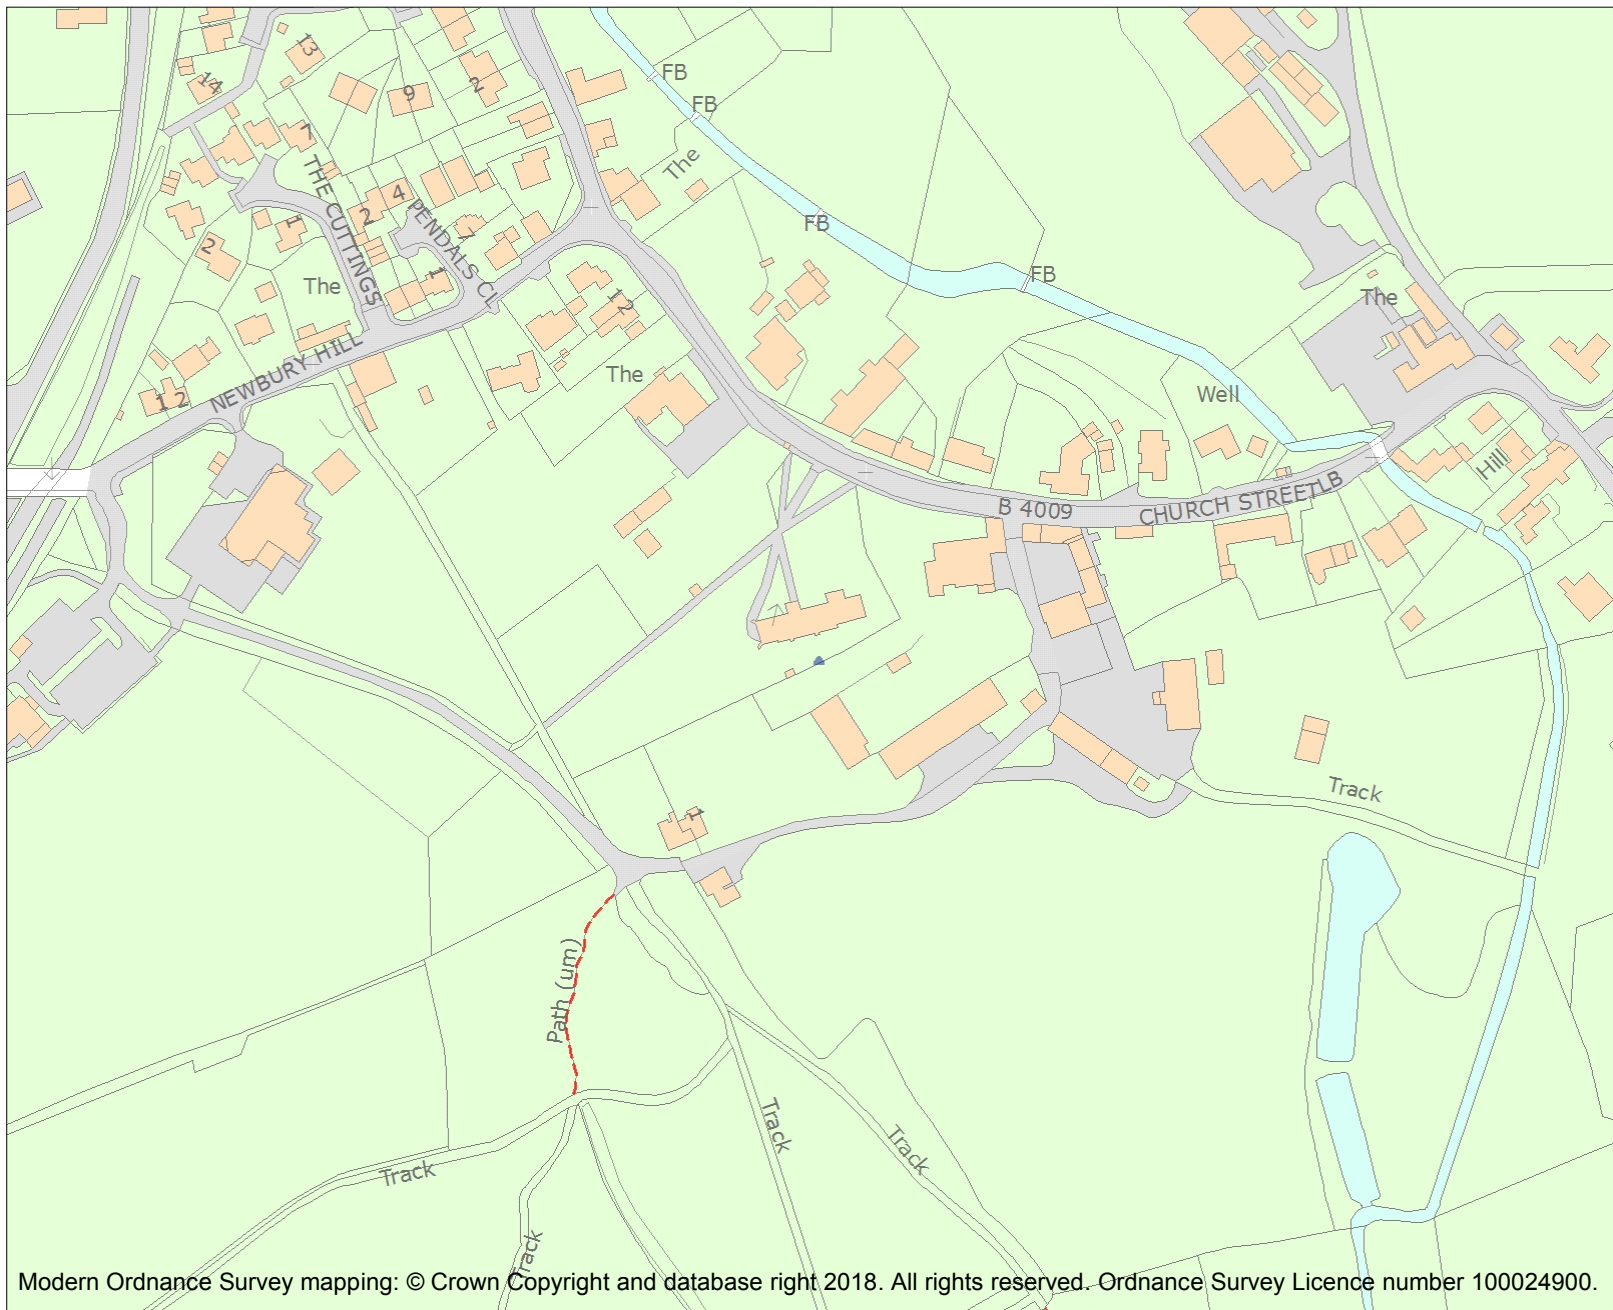 13
14
9
2
FB
FB
7
The
4
THE CUTTINGS
2
PENDALS CL
7
1
FB
2
The
1
FB
12
The
NEWBURY HILL
The
12
Well
Hill
B 4009
CHURCH STREET
LB
Track
1
Path (um)
Track
Track
Track
Track
Modern Ordnance Survey mapping: © Crown Copyright and database right 2018. All rights reserved. Ordnance Survey Licence number 100024900.